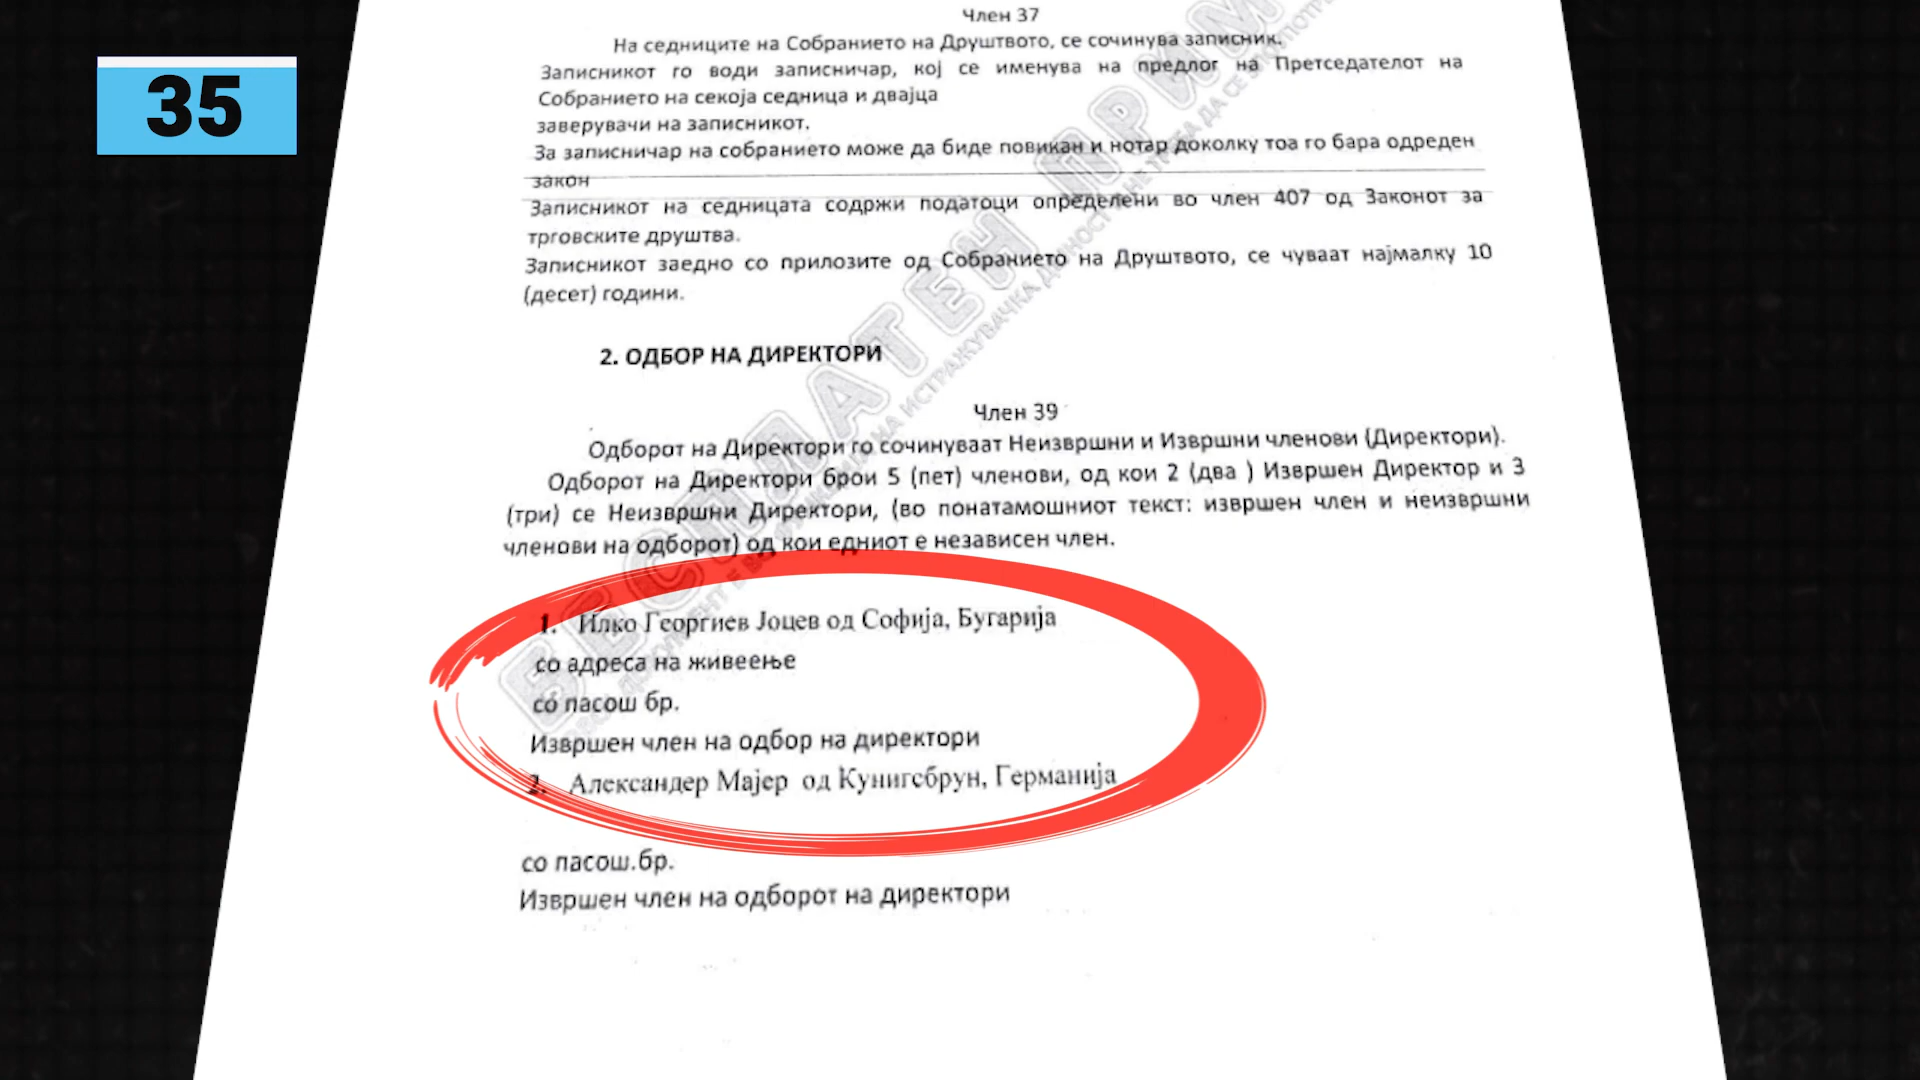 35
Член 37
На седниците на Собранието на Друштвото, се сочинува записник.
Записникот го води записничар, кој се именува на предлог на Претседателот на
Собранието на секоја седница и двајца
заверувачи на записникот.
За записничар на собранието може да биде повикан и нотар доколку тоа го бара одреден
закон
Записникот на седницата содржи податоци определени во член 407 од Законот за
трговските друштва.
Записникот заедно со прилозите од Собранието на Друштвото, се чуваат најмалку 10
(десет) години.
2. ОДБОР НА ДИРЕКТОРИ
Член 39
Одборот на Директори го сочинуваат Неизвршни и Извршни членови (Директори).
Одборот на Директори брои 5 (пет) членови, од кои 2 (два ) Извршен Директор и 3
(три) се Неизвршни Директори, (во понатамошниот текст: извршен член и неизвршни
членови на одборот) од кои едниот е независен член.
1. Илко Георгиев Јоцев од Софија, Бугарија
со адреса на живеење
со пасош бр.
Извршен член на одбор на директори
2. Александер Мајер од Кунигсбрун, Германија
со пасош.бр.
Извршен член на одборот на директори
БЕСПЛАТЕН ПРИМ